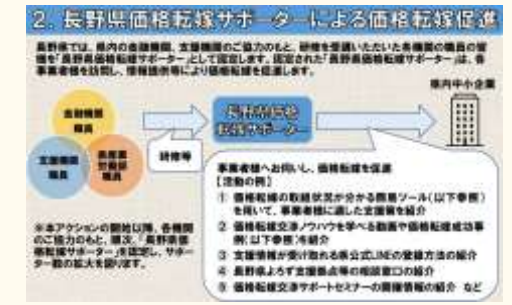 2. 長野県価格転嫁サポーターによる価格転嫁促進
長野県では、県内の金融機関、支援機関のご協力のもと、研修を受講いただいた各機関の職員の皆
様を「長野県価格転嫁サポーター」として認定します。認定された「長野県価格転嫁サポーター」は、各
事業者様を訪問し、情報提供等により価格転嫁を促進します。
県内中小企業
金融機関
職員
支援機関
職員
県産業
労働部
職員
研修等
長野県価格
転嫁サポーター
事業者様へお伺いし、価格転嫁を促進
【活動の例】
① 価格転嫁の取組状況が分かる簡易ツール(以下参照)
を用いて、事業者様に適した支援策を紹介
② 価格転嫁交渉ノウハウを学べる動画や価格転嫁成功事
例(以下参照)を紹介
③ 支援情報が受け取れる県公式LINEの登録方法の紹介
④ 長野県よろず支援拠点等の相談窓口の紹介
⑤ 価格転嫁交渉サポートセミナーの開催情報の紹介 など
※本アクションの開始以降、各機関
のご協力のもと、順次、「長野県価
格転嫁サポーター」を認定し、サポー
ター数の拡大を図ります。